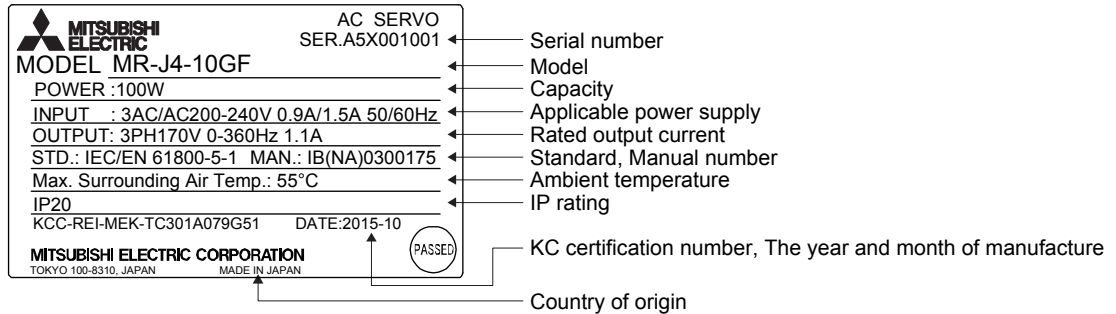 MITSUBISHI
ELECTRIC
AC SERVO
SER.A5X001001
Serial number
MODEL MR-J4-10GF
Model
POWER :100W
Capacity
INPUT : 3AC/AC200-240V 0.9A/1.5A 50/60Hz
Applicable power supply
OUTPUT: 3PH170V 0-360Hz 1.1A
Rated output current
STD.: IEC/EN 61800-5-1 MAN.: IB(NA)0300175
Standard, Manual number
Max. Surrounding Air Temp.: 55°C
Ambient temperature
IP20
IP rating
KCC-REI-MEK-TC301A079G51 DATE:2015-10
KC certification number, The year and month of manufacture
PASSED
MITSUBISHI ELECTRIC CORPORATION
TOKYO 100-8310, JAPAN MADE IN JAPAN
Country of origin